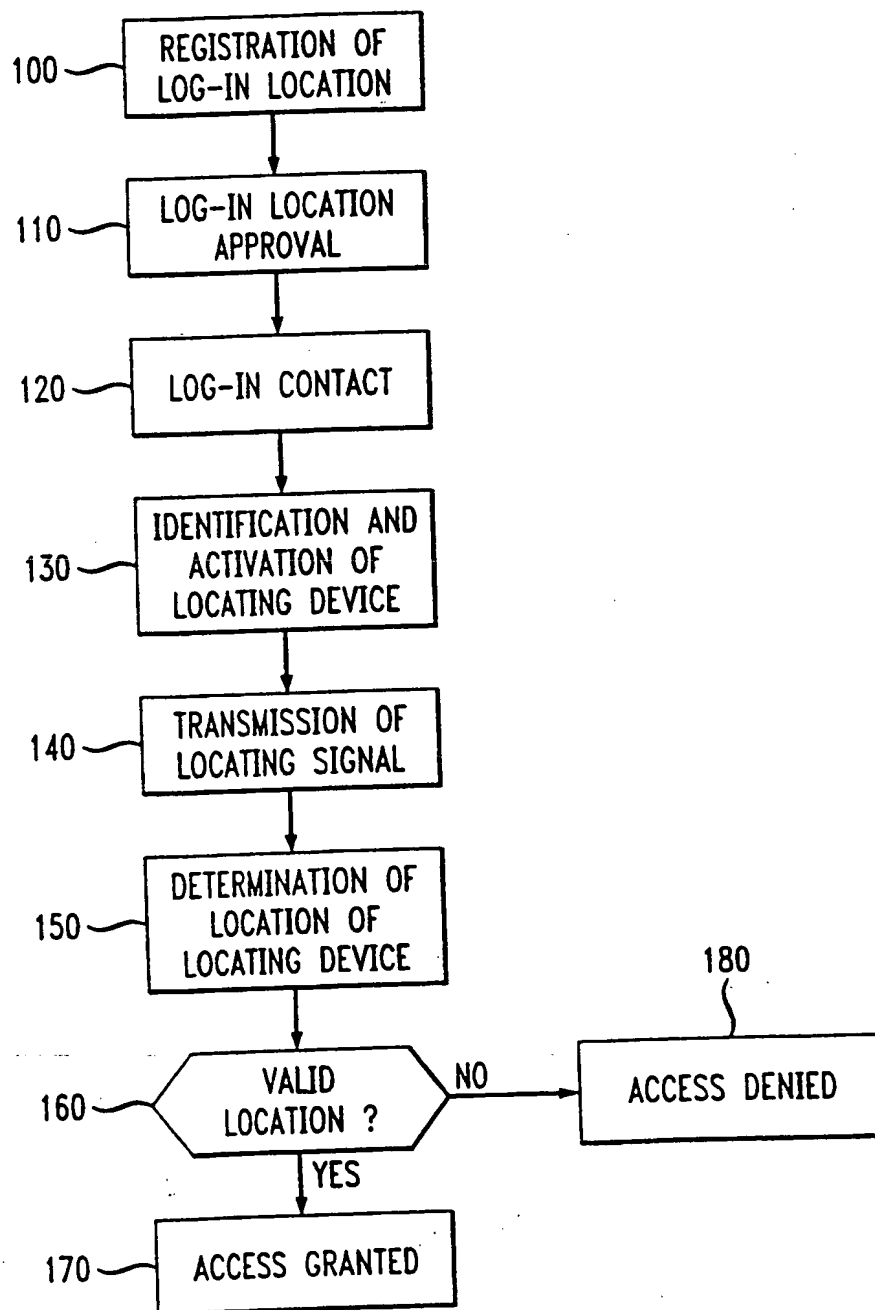 100
REGISTRATION OF
LOG-IN LOCATION
110
LOG-IN LOCATION
APPROVAL
120
LOG-IN CONTACT
130
IDENTIFICATION AND
ACTIVATION OF
LOCATING DEVICE
140
TRANSMISSION OF
LOCATING SIGNAL
150
DETERMINATION OF
LOCATION OF
LOCATING DEVICE
160
VALID
LOCATION ?
NO
180
ACCESS DENIED
YES
170
ACCESS GRANTED